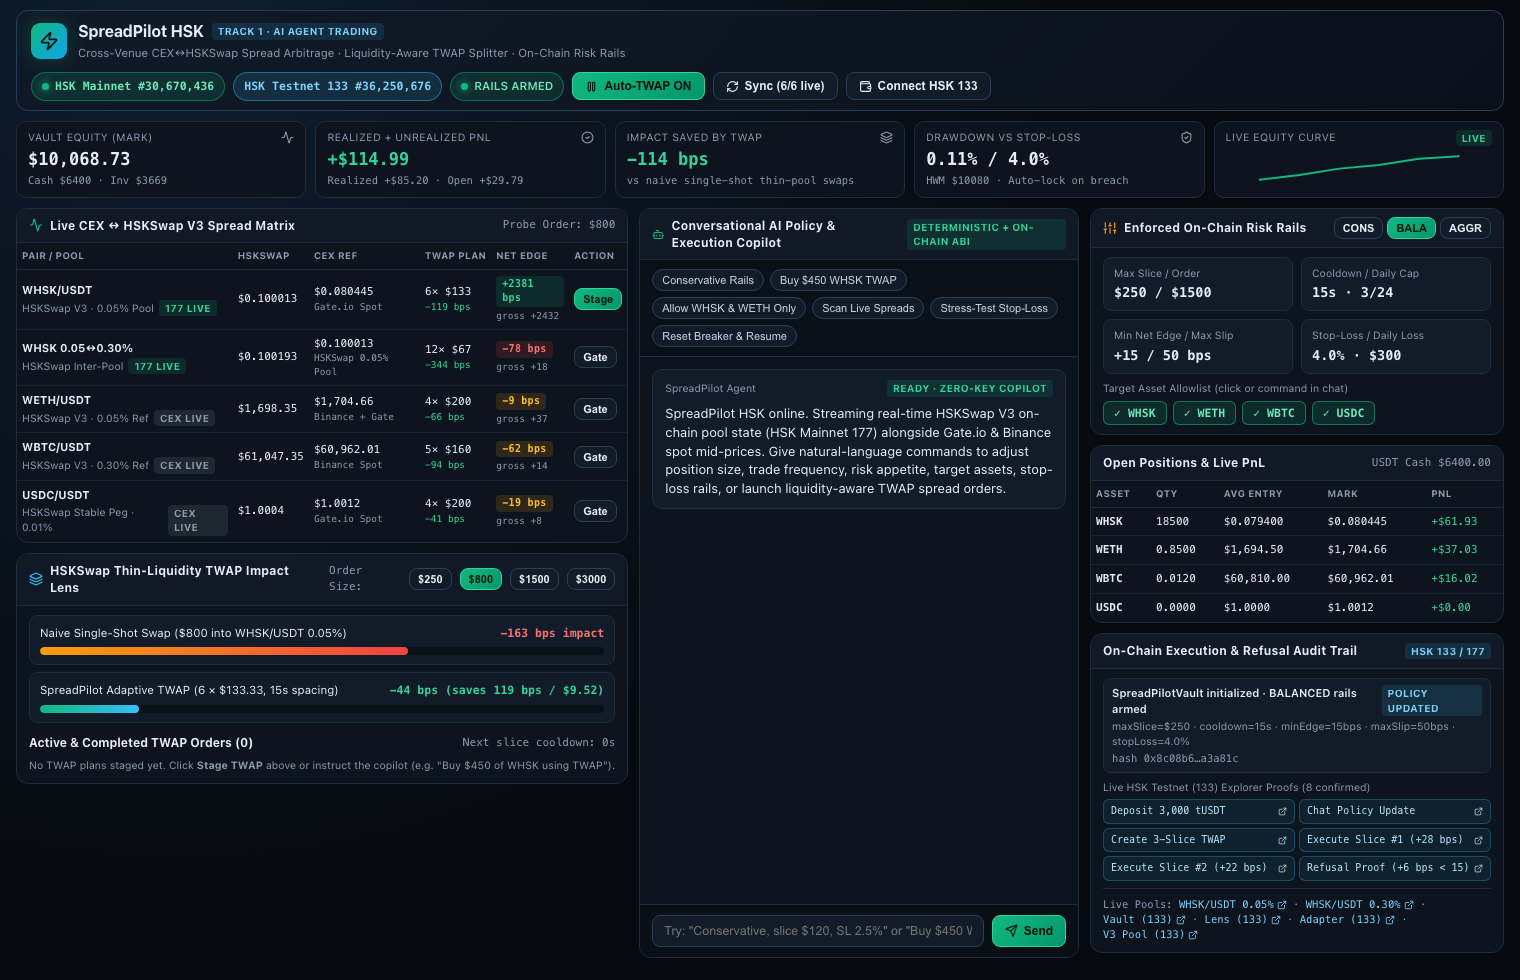 SpreadPilot HSK
TRACK 1 · AI AGENT TRADING
Cross-Venue CEX↔HSKSwap Spread Arbitrage · Liquidity-Aware TWAP Splitter · On-Chain Risk Rails
HSK Mainnet #30,670,436
HSK Testnet 133 #36,250,676
RAILS ARMED
Auto-TWAP ON
Sync (6/6 live)
Connect HSK 133
VAULT EQUITY (MARK)
$10,068.73
Cash $6400 · Inv $3669
REALIZED + UNREALIZED PNL
+$114.99
Realized +$85.20 · Open +$29.79
IMPACT SAVED BY TWAP
−114 bps
vs naive single-shot thin-pool swaps
DRAWDOWN VS STOP-LOSS
0.11% / 4.0%
HWM $10080 · Auto-lock on breach
LIVE EQUITY CURVE
LIVE
Live CEX ↔ HSKSwap V3 Spread Matrix
Probe Order: $800
PAIR / POOL HSKSWAP CEX REF TWAP PLAN NET EDGE ACTION
WHSK/USDT
HSKSwap V3 · 0.05% Pool 177 LIVE
$0.100013
$0.080445
Gate.io Spot
6× $133
−119 bps
+2381
bps
gross +2432
Stage
WHSK 0.05↔0.30%
HSKSwap Inter-Pool 177 LIVE
$0.100193
$0.100013
HSKSwap 0.05%
Pool
12× $67
−344 bps
−78 bps
gross +18
Gate
WETH/USDT
HSKSwap V3 · 0.05% Ref CEX LIVE
$1,698.35
$1,704.66
Binance + Gate
4× $200
−66 bps
−9 bps
gross +37
Gate
WBTC/USDT
HSKSwap V3 · 0.30% Ref CEX LIVE
$61,047.35
$60,962.01
Binance Spot
5× $160
−94 bps
−62 bps
gross +14
Gate
USDC/USDT
HSKSwap Stable Peg ·
0.01%
CEX
LIVE
$1.0004
$1.0012
Gate.io Spot
4× $200
−41 bps
−19 bps
gross +8
Gate
HSKSwap Thin-Liquidity TWAP Impact
Lens
Order
Size:
$250
$800
$1500
$3000
Naive Single-Shot Swap ($800 into WHSK/USDT 0.05%)
−163 bps impact
SpreadPilot Adaptive TWAP (6 × $133.33, 15s spacing)
−44 bps (saves 119 bps / $9.52)
Active & Completed TWAP Orders (0)
Next slice cooldown: 0s
No TWAP plans staged yet. Click Stage TWAP above or instruct the copilot (e.g. "Buy $450 of WHSK using TWAP").
Conversational AI Policy &
Execution Copilot
DETERMINISTIC + ON-
CHAIN ABI
Conservative Rails
Buy $450 WHSK TWAP
Allow WHSK & WETH Only
Scan Live Spreads
Stress-Test Stop-Loss
Reset Breaker & Resume
SpreadPilot Agent
READY · ZERO-KEY COPILOT
SpreadPilot HSK online. Streaming real-time HSKSwap V3 on-
chain pool state (HSK Mainnet 177) alongside Gate.io & Binance
spot mid-prices. Give natural-language commands to adjust
position size, trade frequency, risk appetite, target assets, stop-
loss rails, or launch liquidity-aware TWAP spread orders.
Try: "Conservative, slice $120, SL 2.5%" or "Buy $450 W
Send
Enforced On-Chain Risk Rails
CONS
BALA
AGGR
Max Slice / Order
$250 / $1500
Cooldown / Daily Cap
15s · 3/24
Min Net Edge / Max Slip
+15 / 50 bps
Stop-Loss / Daily Loss
4.0% · $300
Target Asset Allowlist (click or command in chat)
✓ WHSK
✓ WETH
✓ WBTC
✓ USDC
Open Positions & Live PnL
USDT Cash $6400.00
ASSET QTY AVG ENTRY MARK PNL
WHSK 18500 $0.079400 $0.080445 +$61.93
WETH 0.8500 $1,694.50 $1,704.66 +$37.03
WBTC 0.0120 $60,810.00 $60,962.01 +$16.02
USDC 0.0000 $1.0000 $1.0012 +$0.00
On-Chain Execution & Refusal Audit Trail
HSK 133 / 177
SpreadPilotVault initialized · BALANCED rails
armed
POLICY
UPDATED
maxSlice=$250 · cooldown=15s · minEdge=15bps · maxSlip=50bps ·
stopLoss=4.0%
hash 0x8c08b6…a3a81c
Live HSK Testnet (133) Explorer Proofs (8 confirmed)
Deposit 3,000 tUSDT
Chat Policy Update
Create 3-Slice TWAP
Execute Slice #1 (+28 bps)
Execute Slice #2 (+22 bps)
Refusal Proof (+6 bps < 15)
Live Pools: WHSK/USDT 0.05% · WHSK/USDT 0.30% ·
Vault (133) · Lens (133) · Adapter (133) ·
V3 Pool (133)